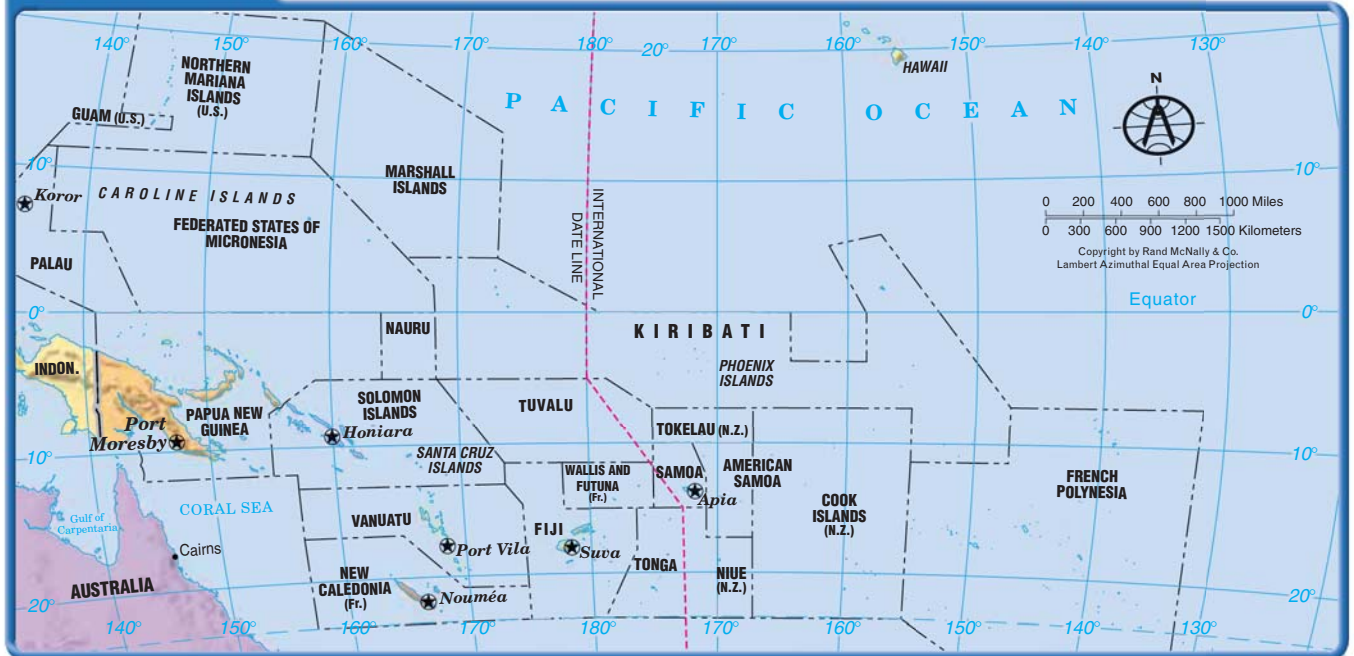 140°
150°
160°
170°
180°
20°
170°
160°
150°
140°
130°
HAWAII
N
NORTHERN
MARIANA
ISLANDS
(U.S.)
GUAM (U.S.)
PACIFIC OCEAN
10°
10°
MARSHALL
ISLANDS
Koror
CAROLINE ISLANDS
FEDERATED STATES OF
MICRONESIA
PALAU
INTERNATIONAL
DATE LINE
0 200 400 600 800 1000 Miles
0 300 600 900 1200 1500 Kilometers
Copyright by Rand McNally & Co.
Lambert Azimuthal Equal Area Projection
Equator
0°
0°
NAURU
KIRIBATI
PHOENIX
ISLANDS
INDON.
PAPUA NEW
GUINEA
Port
Moresby
SOLOMON
ISLANDS
Honiara
SANTA CRUZ
ISLANDS
TUVALU
TOKELAU (N.Z.)
10°
10°
WALLIS AND
FUTUNA
(Fr.)
SAMOA
Apia
AMERICAN
SAMOA
COOK
ISLANDS
(N.Z.)
FRENCH
POLYNESIA
Gulf of
Carpentaria
CORAL SEA
Cairns
AUSTRALIA
VANUATU
Port Vila
FIJI
Suva
TONGA
NIUE
(N.Z.)
NEW
CALEDONIA
(Fr.)
Nouméa
20°
20°
140°
150°
160°
170°
180°
170°
160°
150°
140°
130°